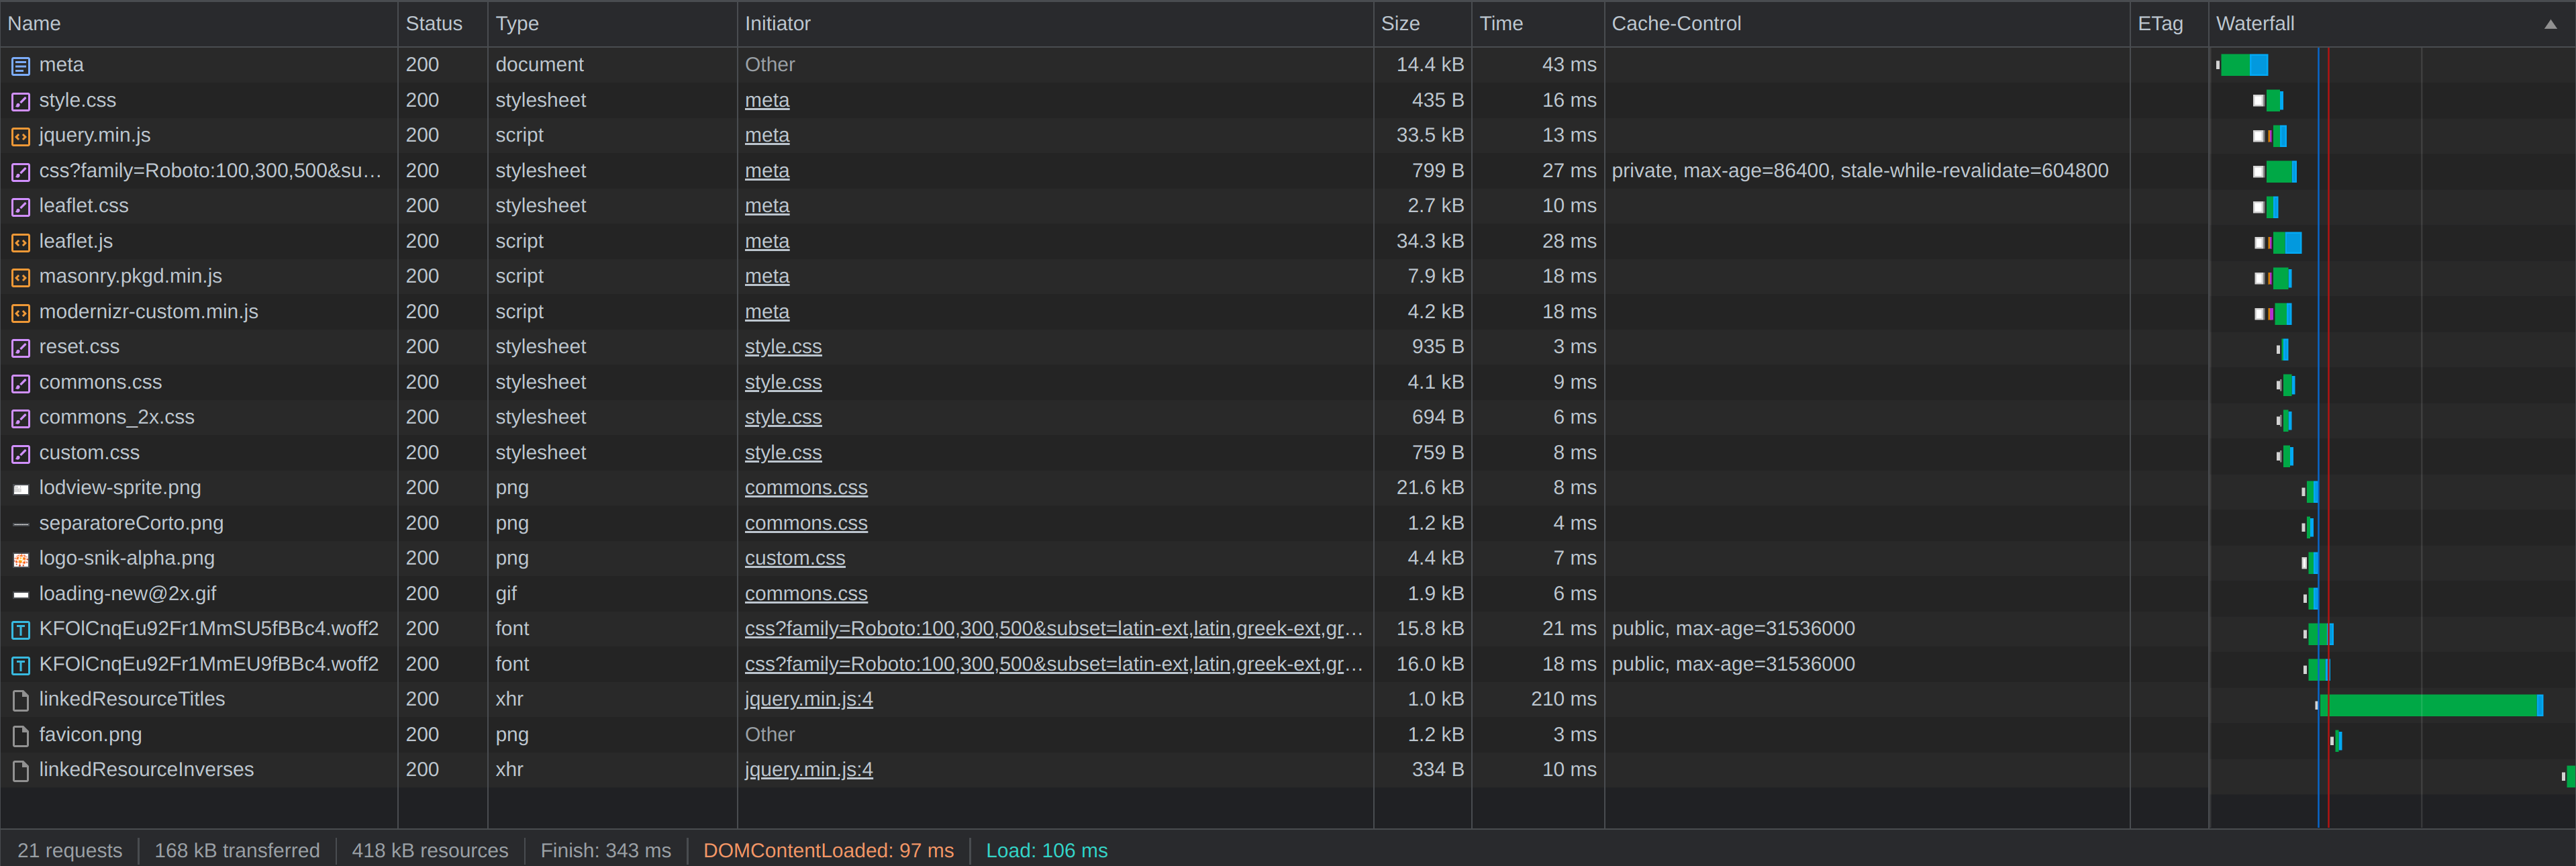 Name Status Type Initiator Size Time Cache-Control ETag Waterfall
meta 200 document Other 14.4 kB 43 ms
style.css 200 stylesheet meta 435 B 16 ms
jquery.min.js 200 script meta 33.5 kB 13 ms
css?family=Roboto:100,300,500&su… 200 stylesheet meta 799 B 27 ms private, max-age=86400, stale-while-revalidate=604800
leaflet.css 200 stylesheet meta 2.7 kB 10 ms
leaflet.js 200 script meta 34.3 kB 28 ms
masonry.pkgd.min.js 200 script meta 7.9 kB 18 ms
modernizr-custom.min.js 200 script meta 4.2 kB 18 ms
reset.css 200 stylesheet style.css 935 B 3 ms
commons.css 200 stylesheet style.css 4.1 kB 9 ms
commons_2x.css 200 stylesheet style.css 694 B 6 ms
custom.css 200 stylesheet style.css 759 B 8 ms
lodview-sprite.png 200 png commons.css 21.6 kB 8 ms
separatoreCorto.png 200 png commons.css 1.2 kB 4 ms
logo-snik-alpha.png 200 png custom.css 4.4 kB 7 ms
loading-new@2x.gif 200 gif commons.css 1.9 kB 6 ms
KFOlCnqEu92Fr1MmSU5fBBc4.woff2 200 font css?family=Roboto:100,300,500&subset=latin-ext,latin,greek-ext,gr… 15.8 kB 21 ms public, max-age=31536000
KFOlCnqEu92Fr1MmEU9fBBc4.woff2 200 font css?family=Roboto:100,300,500&subset=latin-ext,latin,greek-ext,gr… 16.0 kB 18 ms public, max-age=31536000
linkedResourceTitles 200 xhr jquery.min.js:4 1.0 kB 210 ms
favicon.png 200 png Other 1.2 kB 3 ms
linkedResourceInverses 200 xhr jquery.min.js:4 334 B 10 ms
21 requests 168 kB transferred 418 kB resources Finish: 343 ms DOMContentLoaded: 97 ms Load: 106 ms